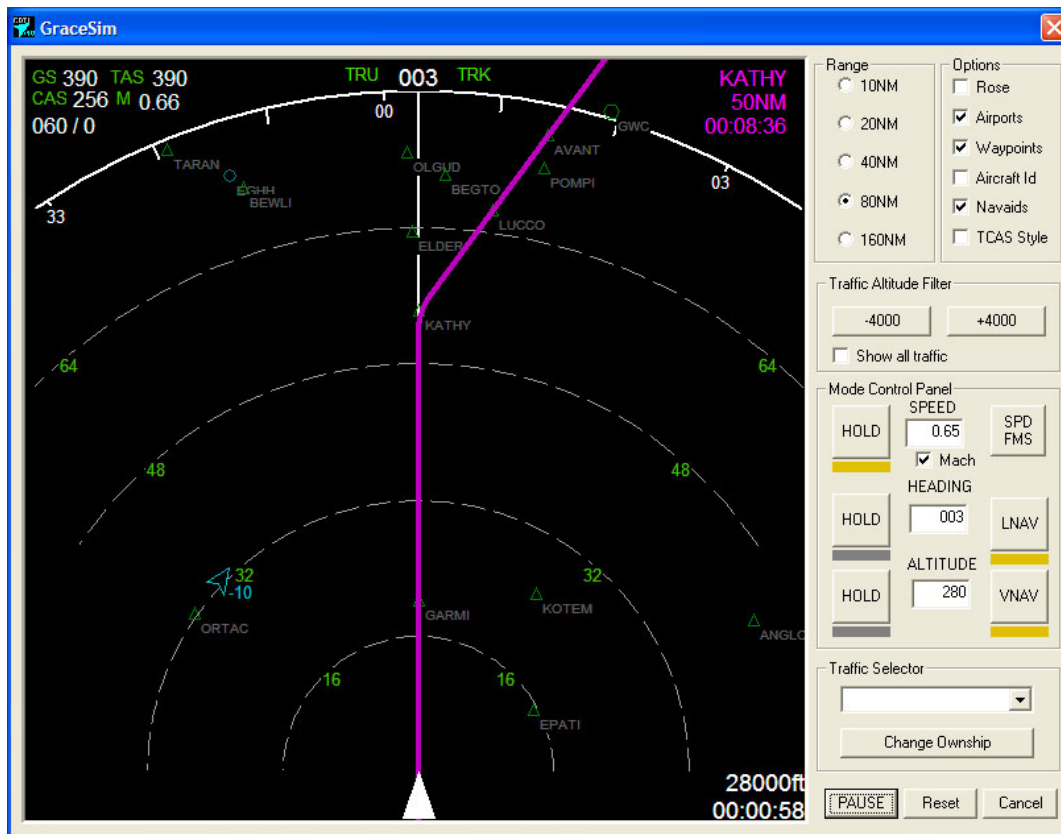 CDTI
GraceSim
GS 390 TAS 390
CAS 256 M 0.66
060 / 0
TRU 003 TRK
KATHY
50NM
00:08:36
00
03
33
GWC
TARAN
OLGUD
AVANT
EGHH
BEWLI
BEGTO
POMPI
LUCCO
ELDER
KATHY
64
64
48
48
32
32
-10
ORTAC
GARMI
KOTEM
ANGLO
16
16
EPATI
28000ft
00:00:58
Range
10NM
20NM
40NM
80NM
160NM
Options
Rose
Airports
Waypoints
Aircraft Id
Navaids
TCAS Style
Traffic Altitude Filter
-4000
+4000
Show all traffic
Mode Control Panel
SPEED
HOLD
0.65
SPD
FMS
Mach
HEADING
HOLD
003
LNAV
ALTITUDE
HOLD
280
VNAV
Traffic Selector
Change Ownship
PAUSE
Reset
Cancel